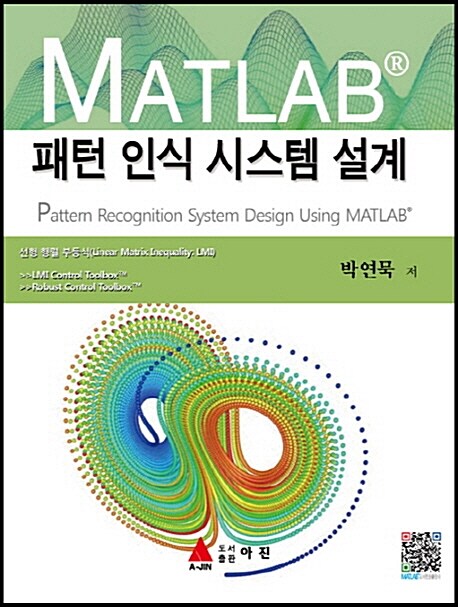 MATLAB®
패턴 인식 시스템 설계
Pattern Recognition System Design Using MATLAB®
선형 행렬 부등식(Linear Matrix Inequality: LMI)
>>LMI Control Toolbox™
>>Robust Control Toolbox™
박연묵 저
A-JIN
도서
출판
아진
MATLAB